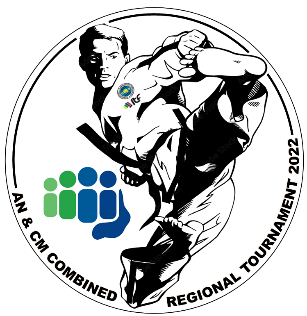 AN & CM COMBINED
REGIONAL TOURNAMENT 2022